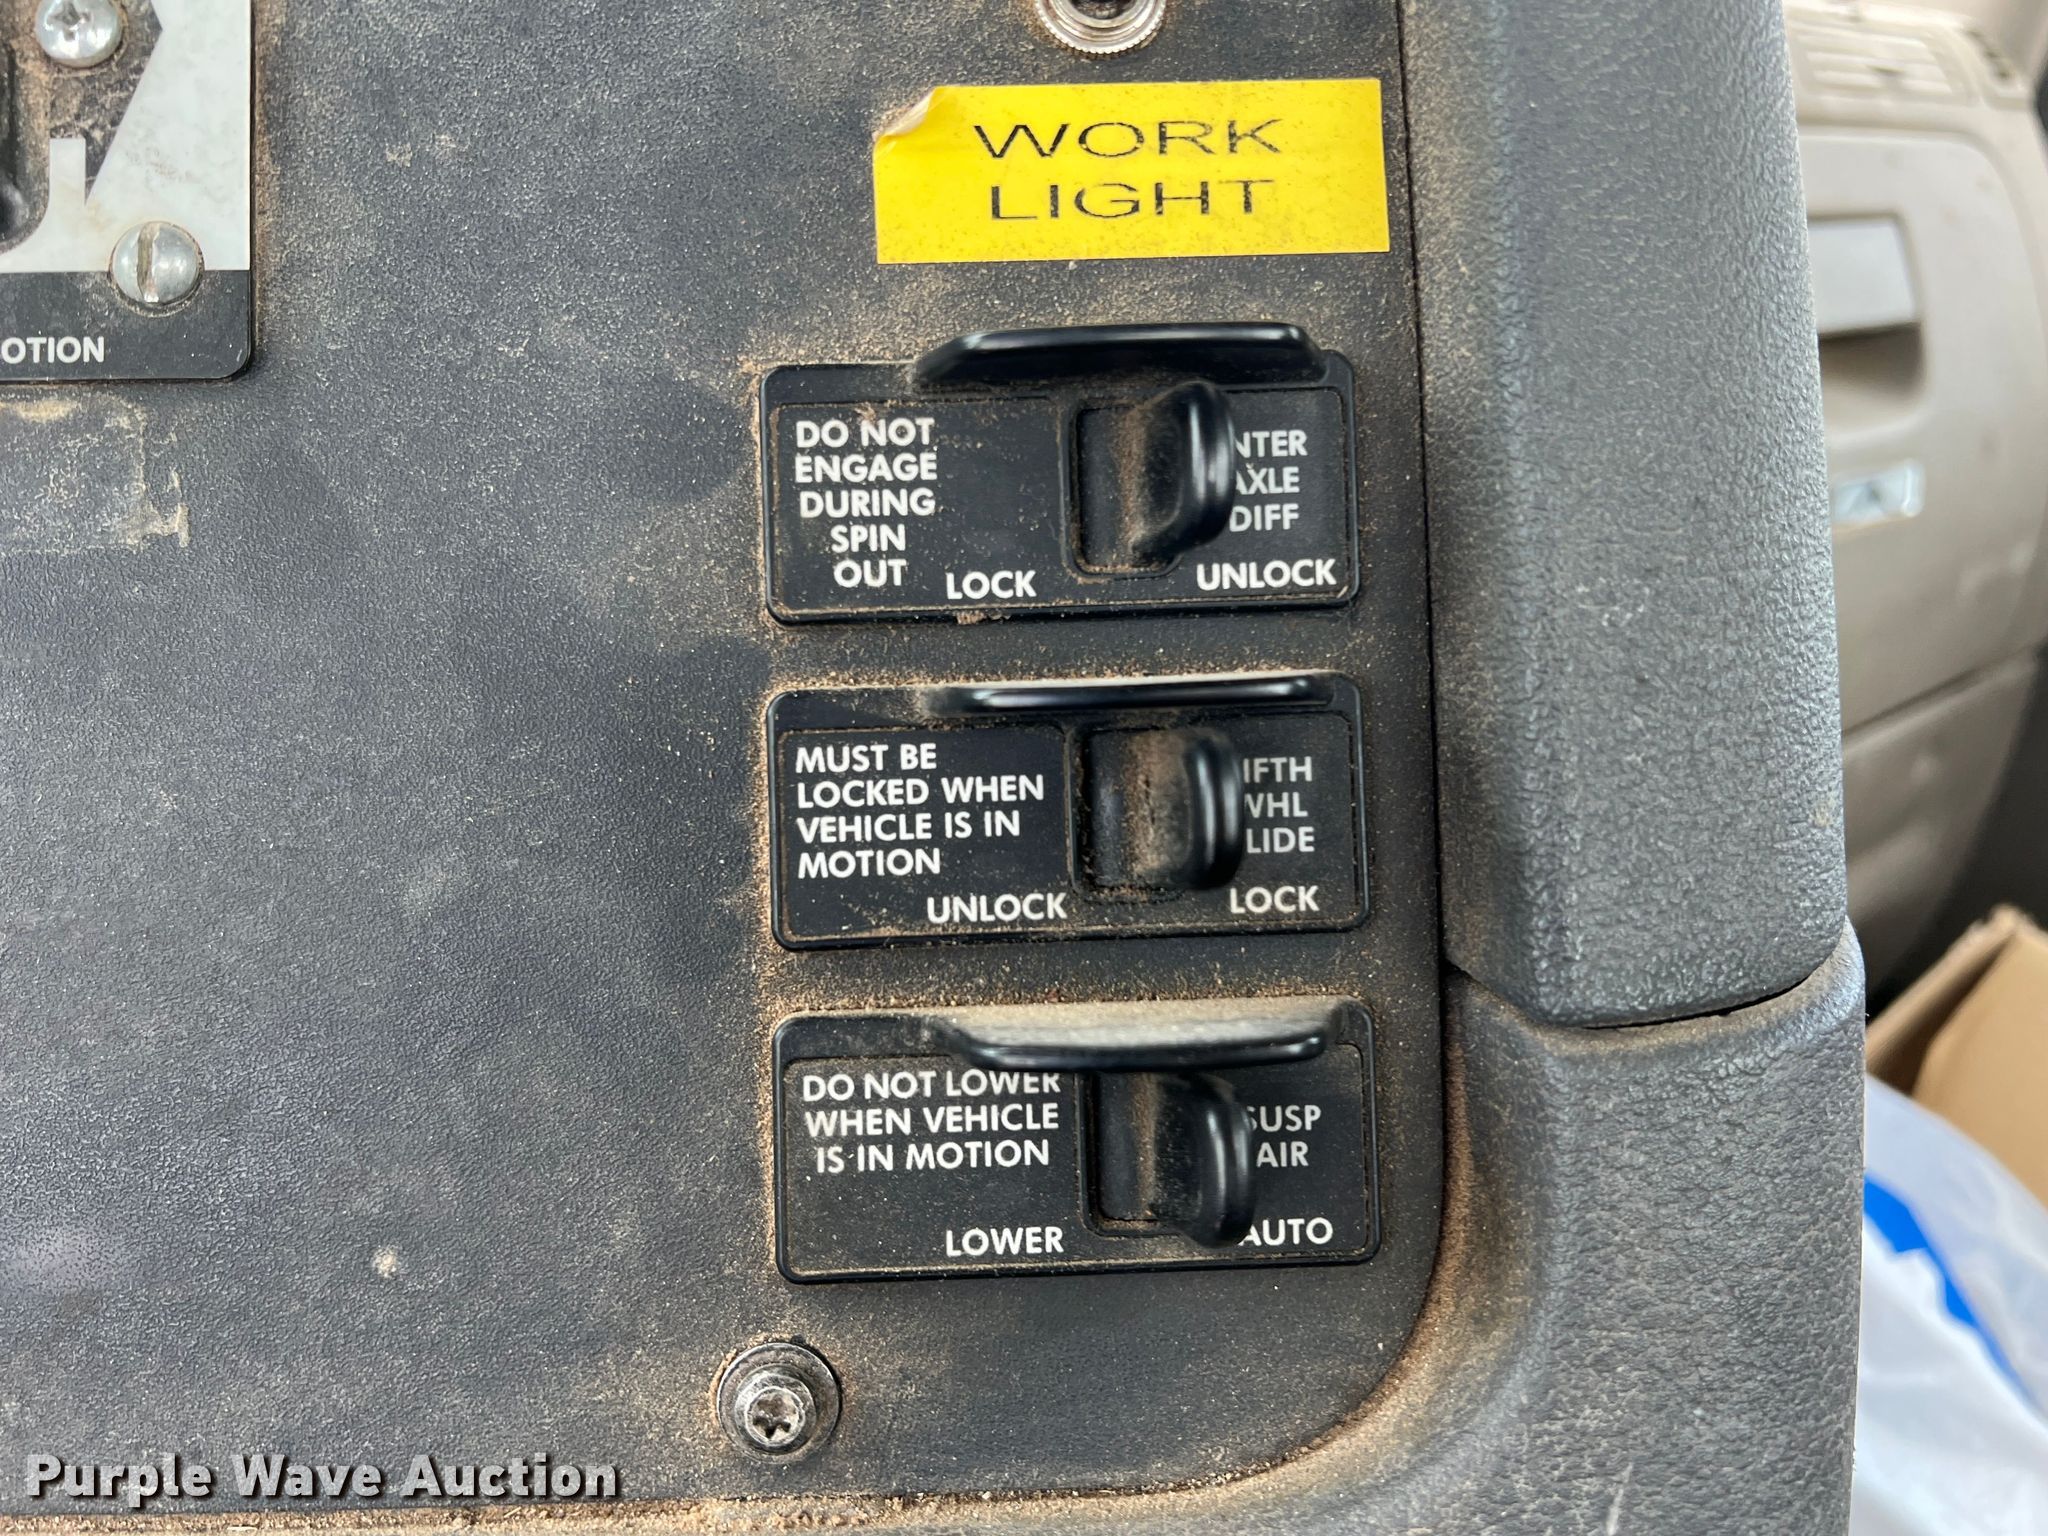 WORK
LIGHT
OTION
DO NOT
ENGAGE
DURING
SPIN
OUT
LOCK
NTER
AXLE
DIFF
UNLOCK
MUST BE
LOCKED WHEN
VEHICLE IS IN
MOTION
UNLOCK
IFTH
WHL
LIDE
LOCK
DO NOT LOWER
WHEN VEHICLE
IS IN MOTION
LOWER
SUSP
AIR
AUTO
Purple Wave Auction